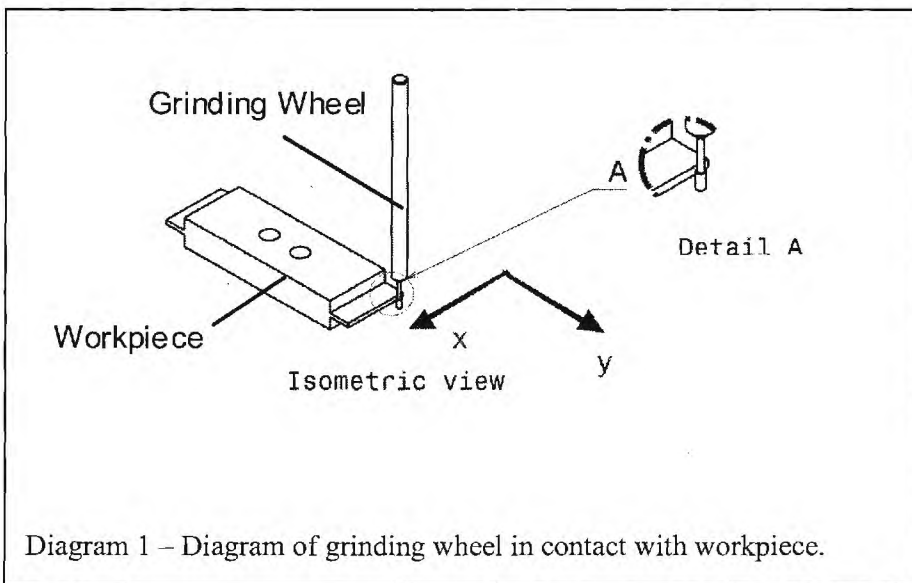 Grinding Wheel
A
Detail A
Workpiece
x
y
Isometric view
Diagram 1 – Diagram of grinding wheel in contact with workpiece.